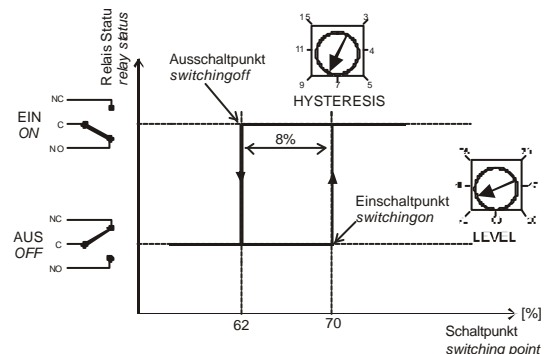 Relais Statu
relay status
Ausschaltpunkt
switchingoff
15
3
11
4
9
7
5
HYSTERESIS
NC
EIN
ON
C
NO
8%
Einschaltpunkt
switchingon
LEVEL
NC
AUS
OFF
C
NO
62
70
[%]
Schaltpunkt
switching point